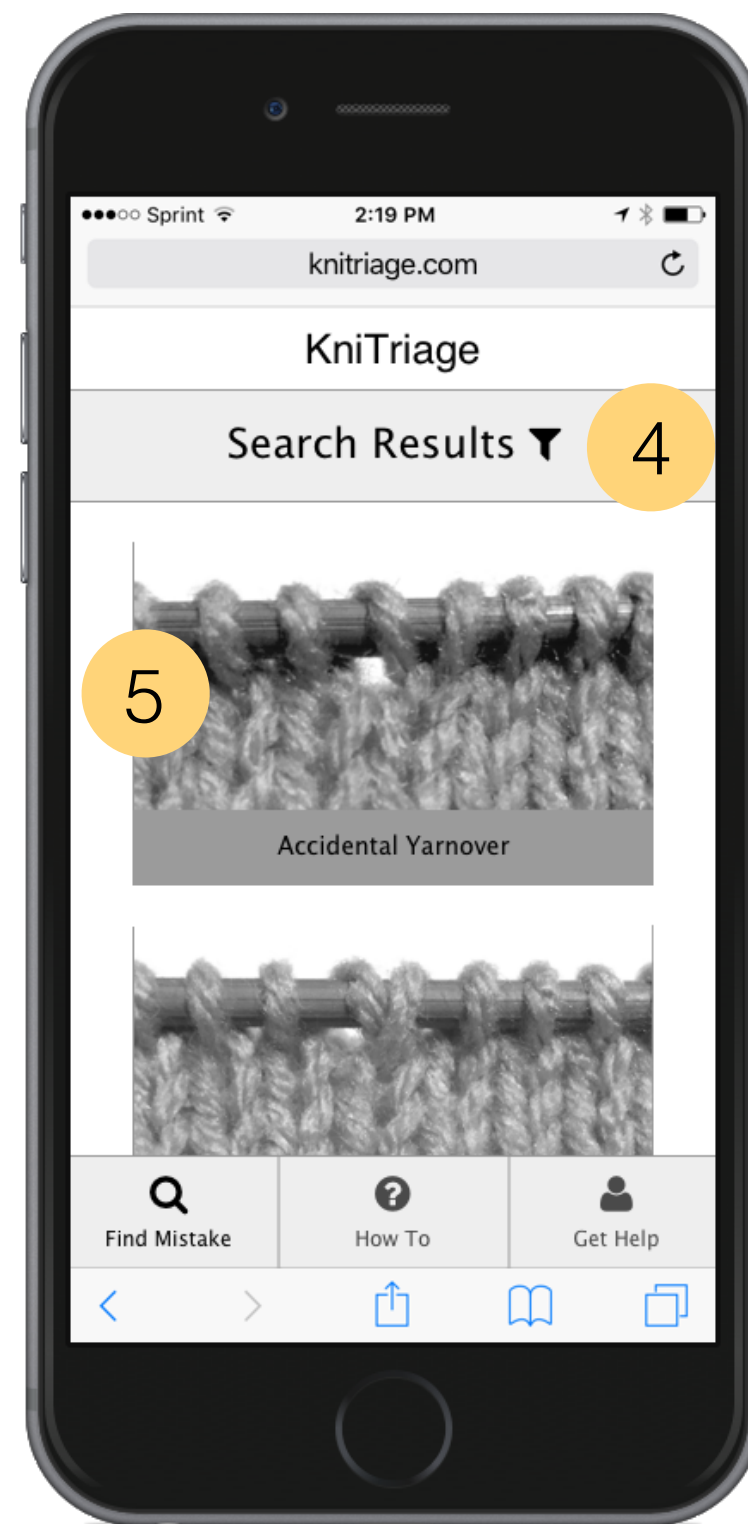 Sprint 2:19 PM
knitriage.com
KniTriage
Search Results 4
5
Accidental Yarnover
Find Mistake How To Get Help